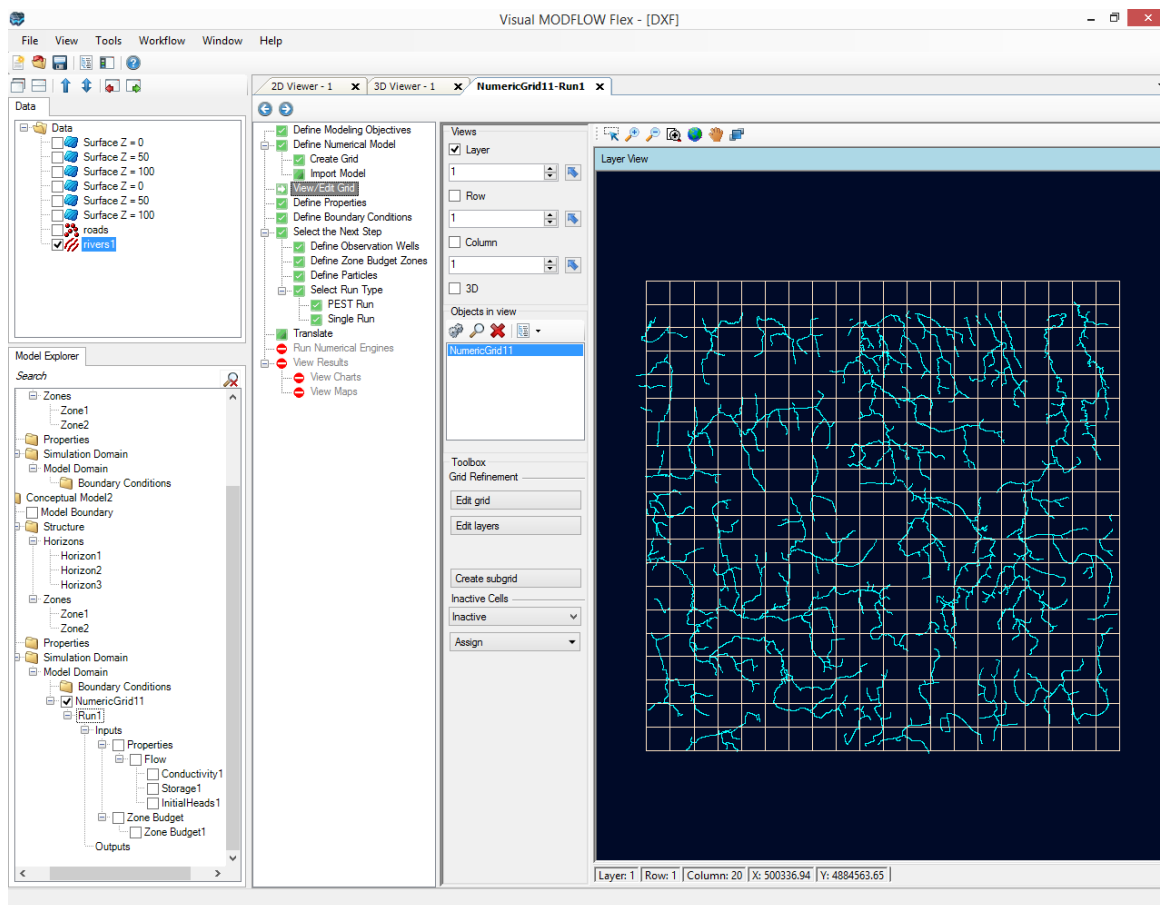 Visual MODFLOW Flex - [DXF]
File View Tools Workflow Window Help
Data
Data
Surface Z = 0
Surface Z = 50
Surface Z = 100
Surface Z = 0
Surface Z = 50
Surface Z = 100
roads
rivers1
Model Explorer
Search
Zones
Zone1
Zone2
Properties
Simulation Domain
Model Domain
Boundary Conditions
Conceptual Model2
Model Boundary
Structure
Horizons
Horizon1
Horizon2
Horizon3
Zones
Zone1
Zone2
Properties
Simulation Domain
Model Domain
Boundary Conditions
NumericGrid11
Run1
Inputs
Properties
Flow
Conductivity1
Storage1
InitialHeads1
Zone Budget
Zone Budget1
Outputs
2D Viewer - 1 3D Viewer - 1 NumericGrid11-Run1
Define Modeling Objectives
Define Numerical Model
Create Grid
Import Model
View/Edit Grid
Define Properties
Define Boundary Conditions
Select the Next Step
Define Observation Wells
Define Zone Budget Zones
Define Particles
Select Run Type
PEST Run
Single Run
Translate
Run Numerical Engines
View Results
View Charts
View Maps
Views
Layer
1
Row
1
Column
1
3D
Objects in view
NumericGrid11
Toolbox
Grid Refinement
Edit grid
Edit layers
Create subgrid
Inactive Cells
Inactive
Assign
Layer View
Layer: 1 Row: 1 Column: 20 X: 500336.94 Y: 4884563.65